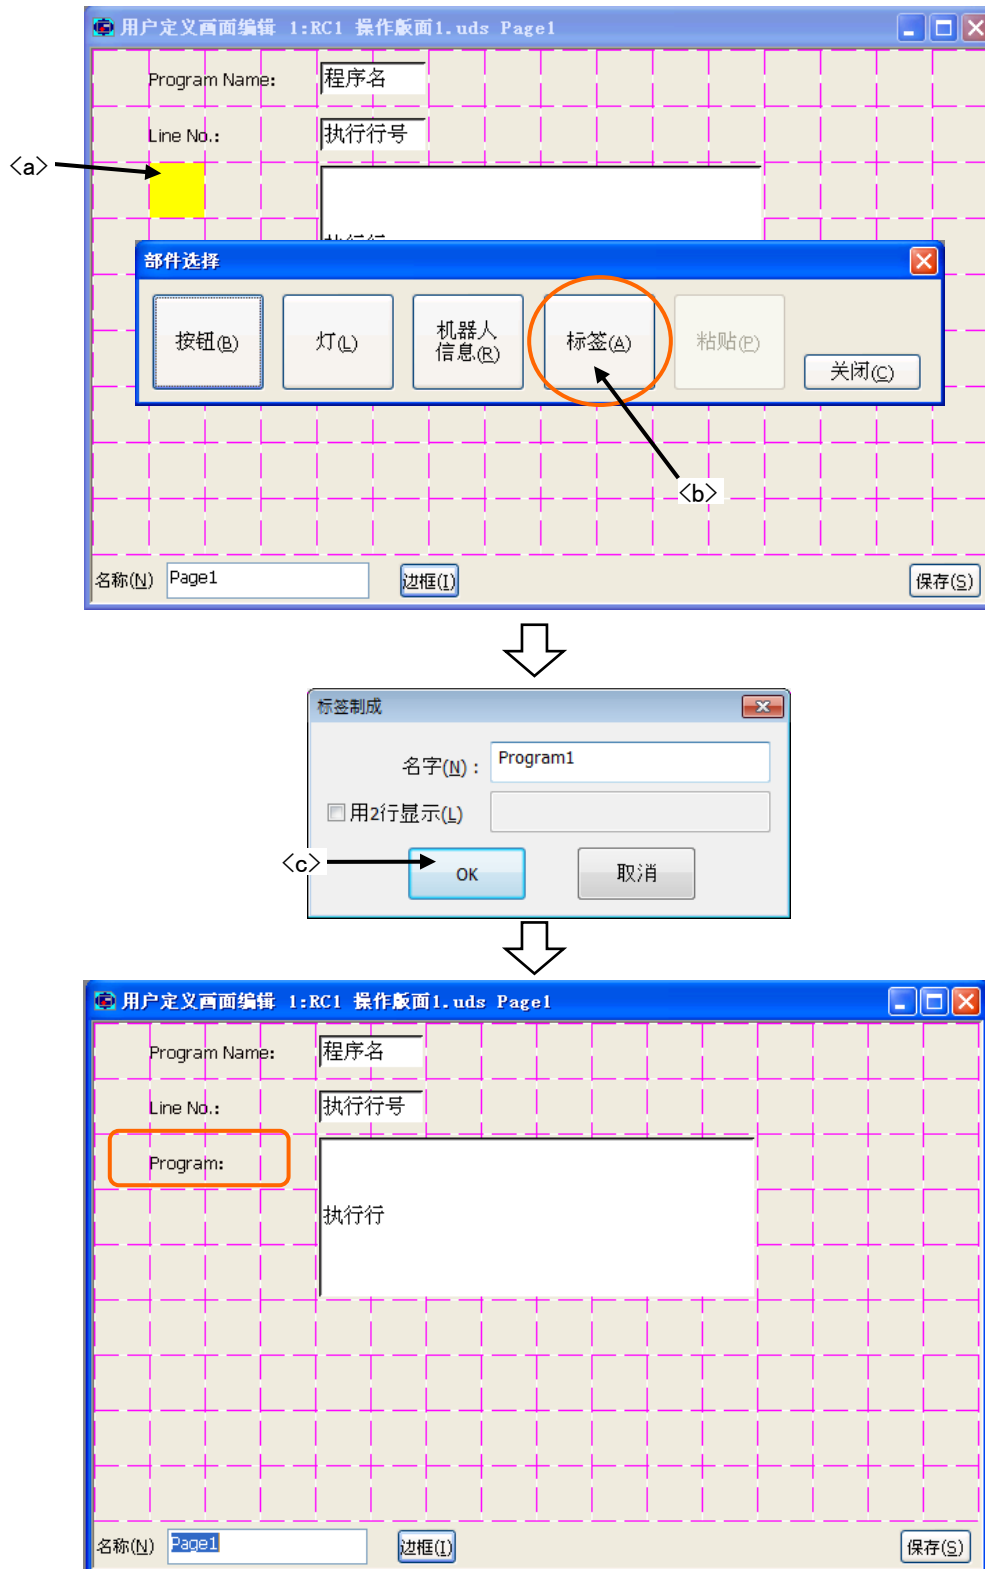 用户定义画面编辑 1:RC1 操作版面1.uds Page1
Program Name: 程序名
Line No.: 执行行号
<a>
执行行
部件选择
按钮(B) 灯(L) 机器人信息(R) 标签(A) 粘贴(P) 关闭(C)
<b>
名称(N) Page1 边框(I) 保存(S)
标签制成
名字(N): Program1
用2行显示(L)
<c> OK 取消
用户定义画面编辑 1:RC1 操作版面1.uds Page1
Program Name: 程序名
Line No.: 执行行号
Program:
执行行
名称(N) Page1 边框(I) 保存(S)